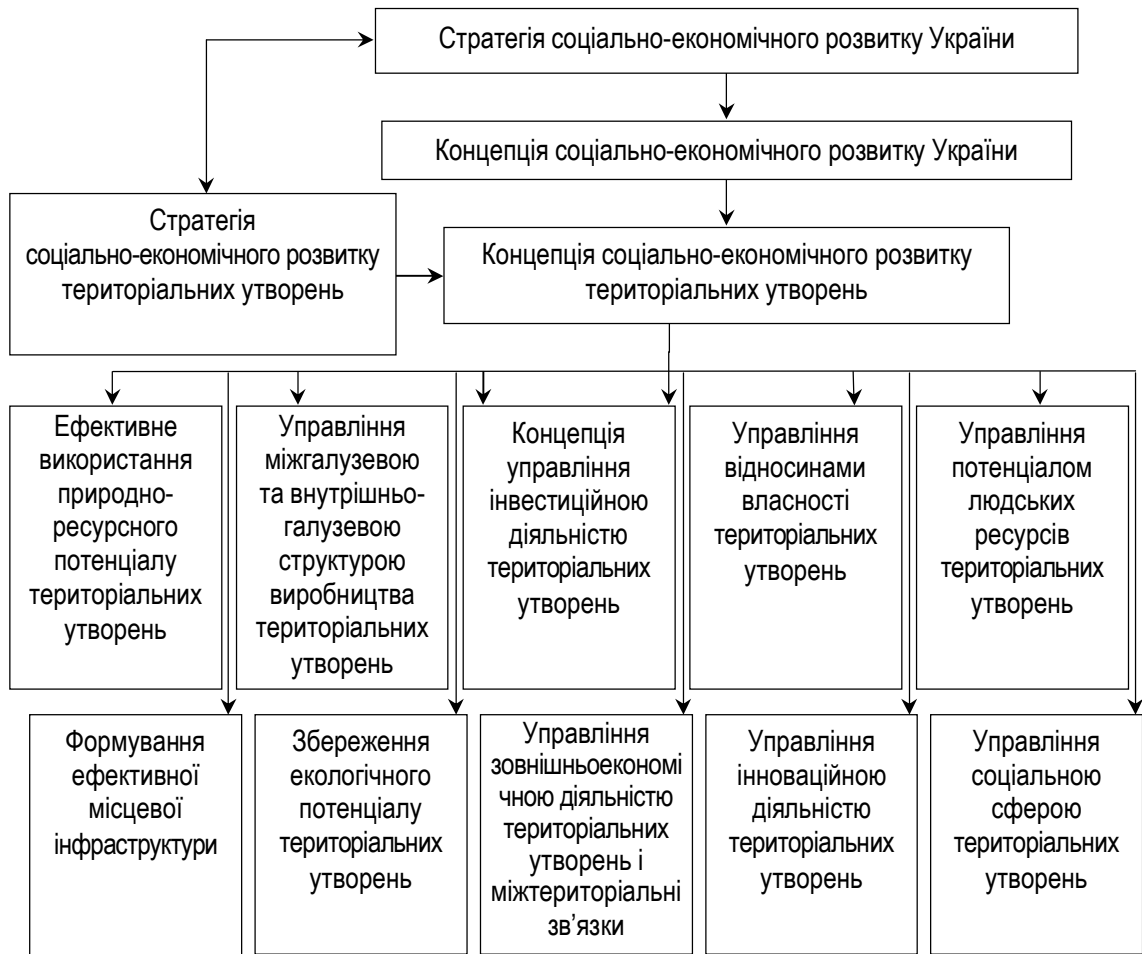 Стратегія соціально-економічного розвитку України
Концепція соціально-економічного розвитку України
Стратегія
соціально-економічного розвитку
територіальних утворень
Концепція соціально-економічного розвитку
територіальних утворень
Ефективне
використання
природно-
ресурсного
потенціалу
територіальних
утворень
Управління
міжгалузевою
та внутрішньо-
галузевою
структурою
виробництва
територіальних
утворень
Концепція
управління
інвестиційною
діяльністю
територіальних
утворень
Управління
відносинами
власності
територіальних
утворень
Управління
потенціалом
людських
ресурсів
територіальних
утворень
Формування
ефективної
місцевої
інфраструктури
Збереження
екологічного
потенціалу
територіальних
утворень
Управління
зовнішньоекономі
чною діяльністю
територіальних
утворень і
міжтериторіальні
зв’язки
Управління
інноваційною
діяльністю
територіальних
утворень
Управління
соціальною
сферою
територіальних
утворень